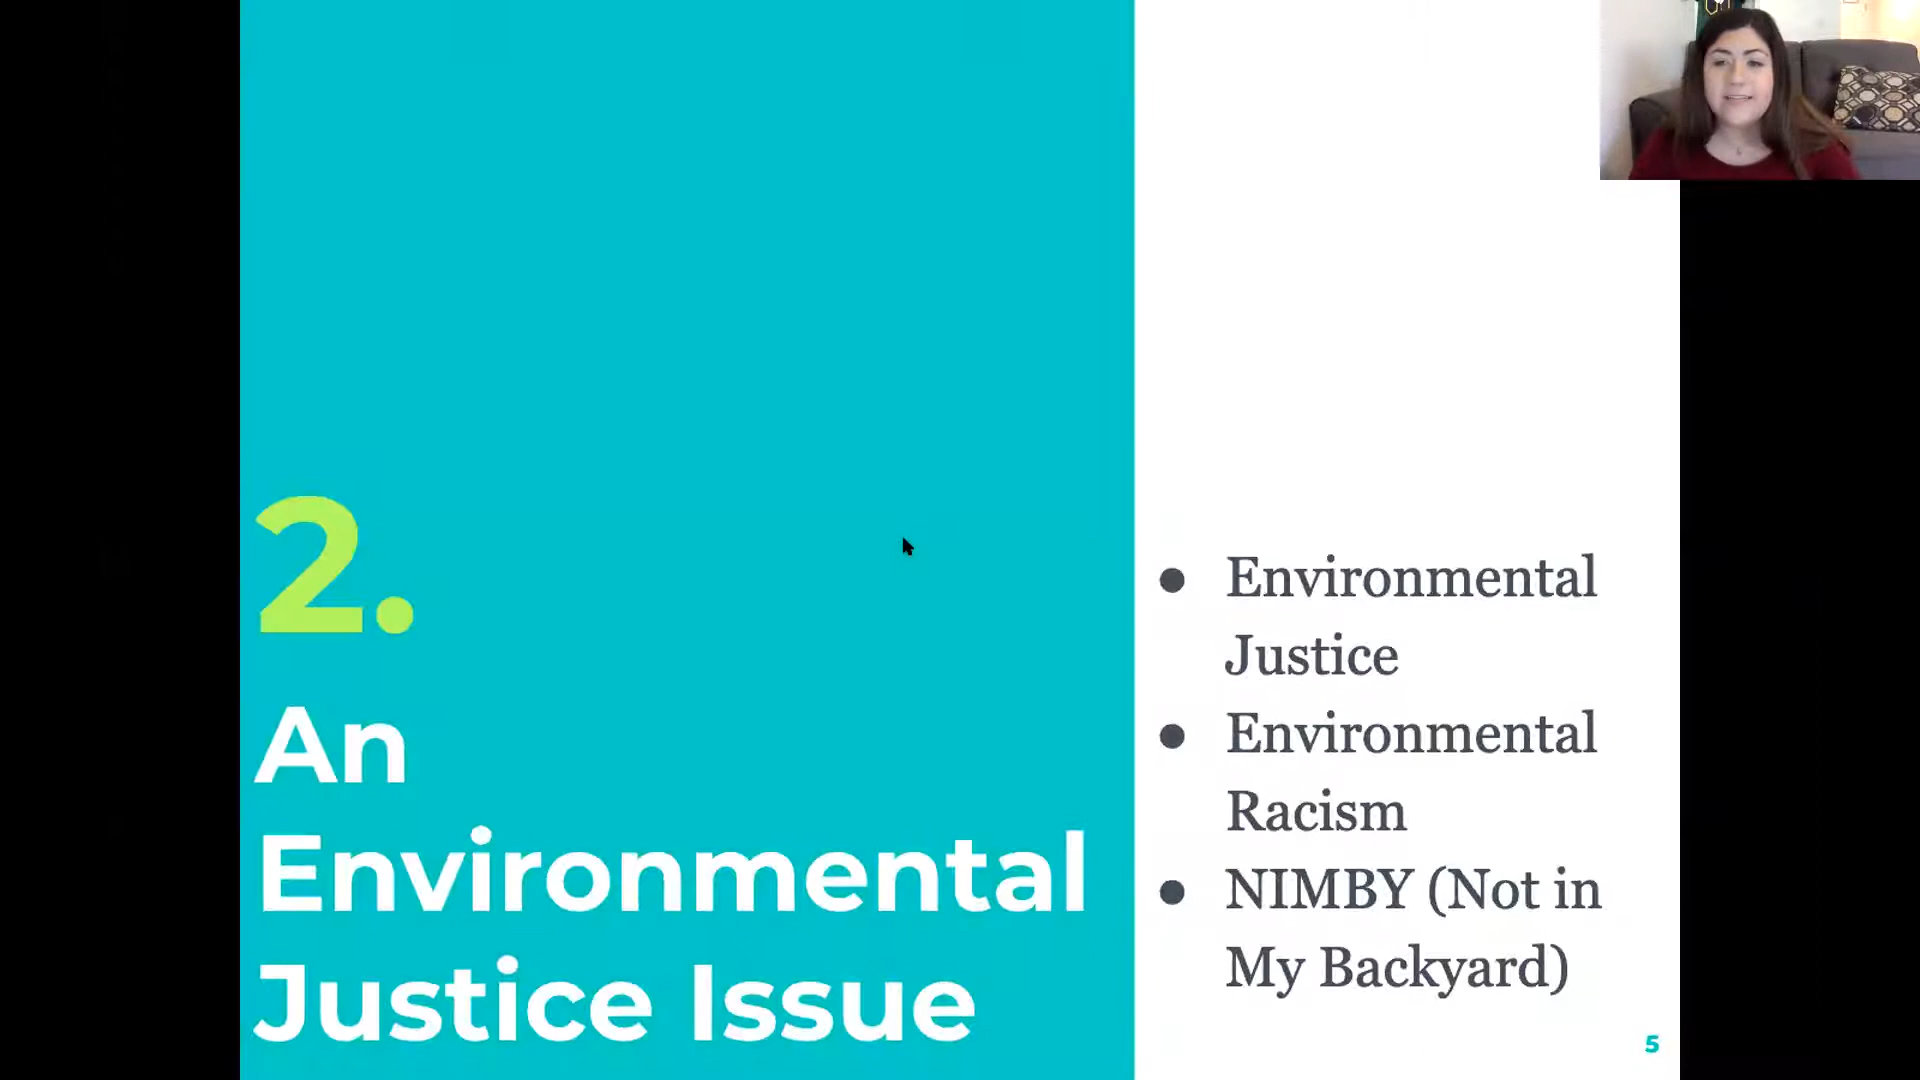 2.
An
Environmental
Justice Issue
● Environmental
Justice
● Environmental
Racism
● NIMBY (Not in
My Backyard)
5